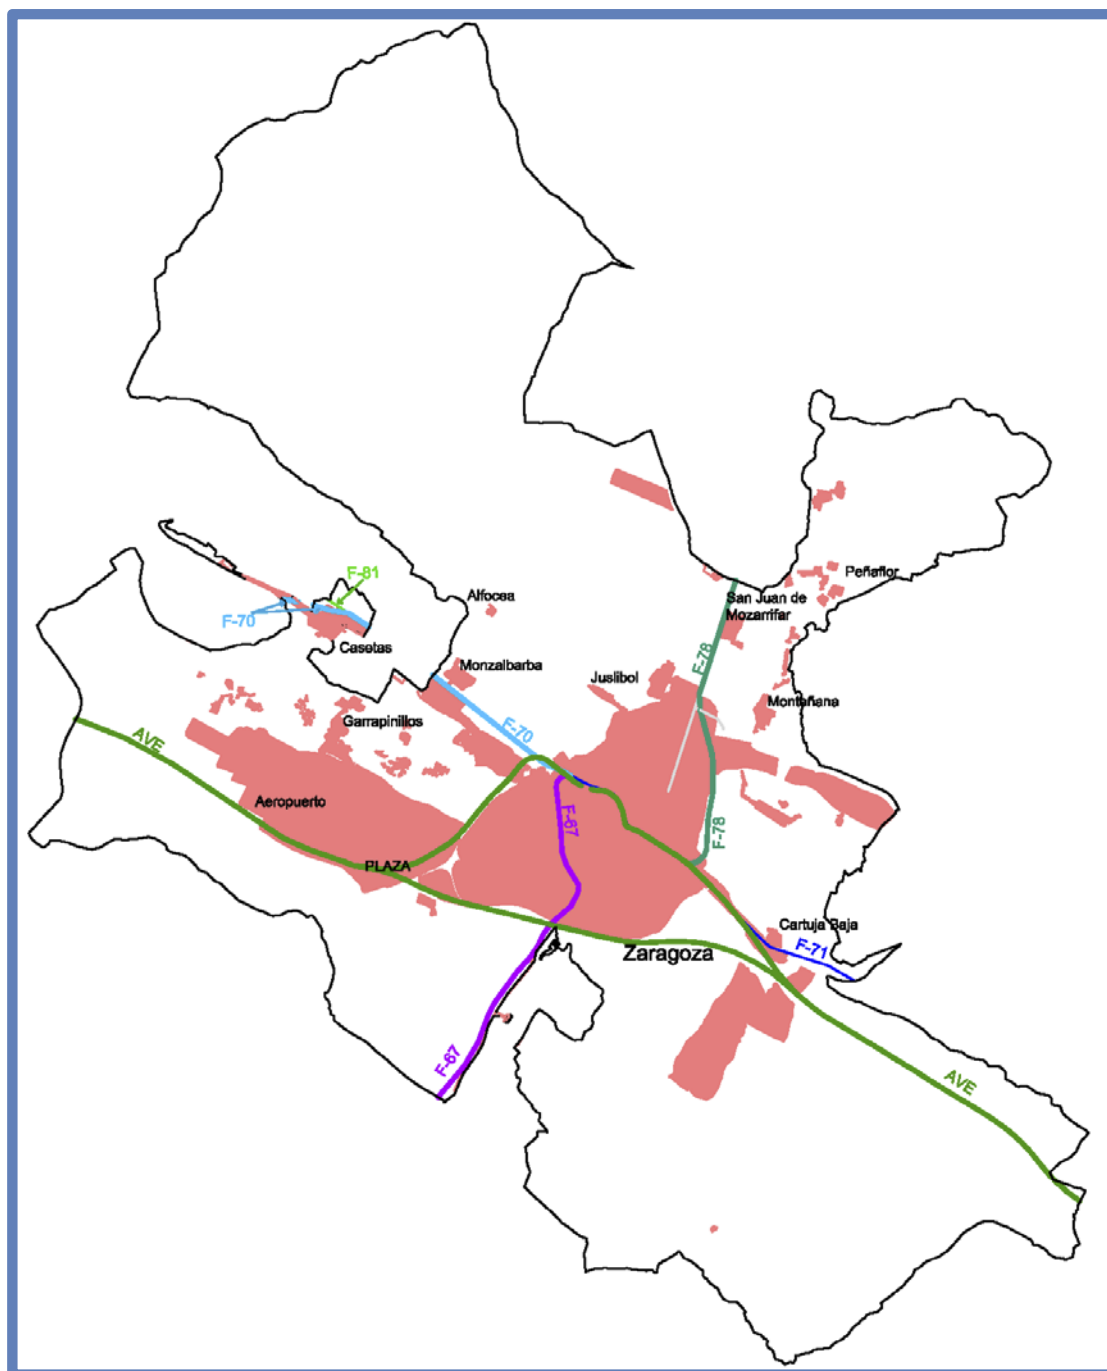 F-81
Peñaflor
Alfocea
San Juan de
Mozarrifar
F-70
Casetas
F-78
Monzalbarba
Juslibol
Montañana
Garrapinillos
F-70
AVE
Aeropuerto
F-67
F-78
PLAZA
Cartuja Baja
F-71
Zaragoza
F-67
AVE